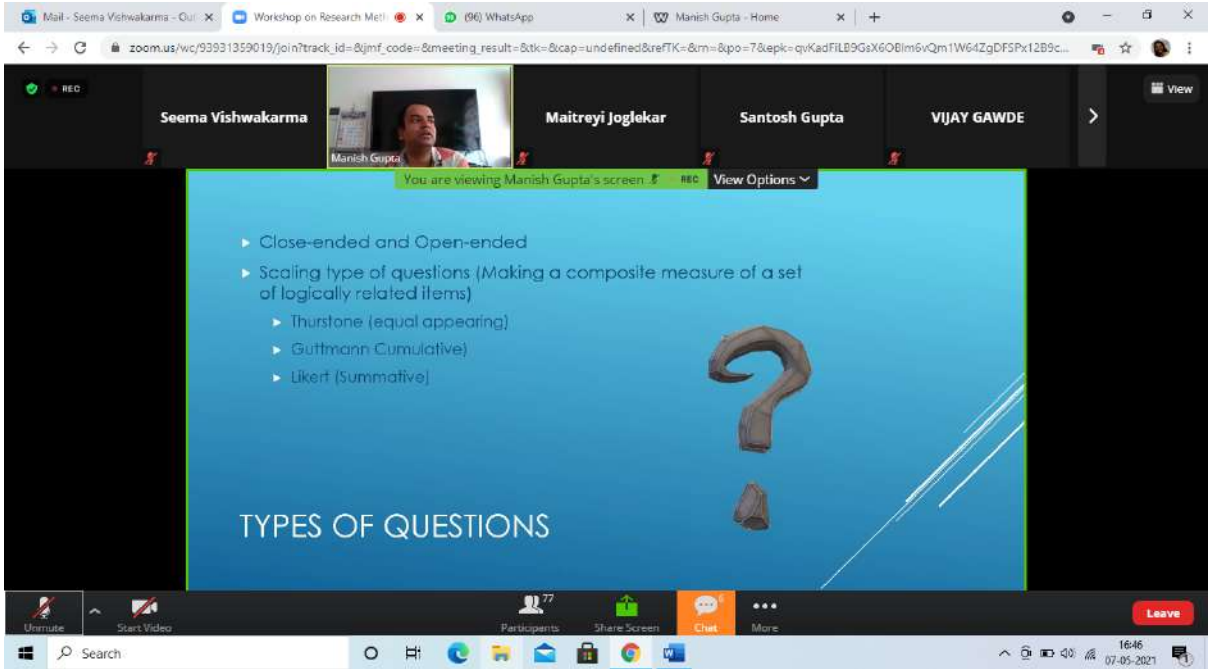 Mail - Seema Vishwakarma - Ou
Workshop on Research Meth
(96) WhatsApp
Manish Gupta - Home
zoom.us/wc/93931359019/join?track_id=&jmf_code=&meeting_result=&tk=&cap=undefined&refTK=&rn=&po=7&epk=qvKadFiLB9GsX6OBlm6vQm1W64ZgDFSPx12B9c...
REC
View
Seema Vishwakarma
Manish Gupta
Maitreyi Joglekar
Santosh Gupta
VIJAY GAWDE
You are viewing Manish Gupta's screen
REC
View Options
Close-ended and Open-ended
Scaling type of questions (Making a composite measure of a set
of logically related items)
Thurstone (equal appearing)
Guttmann Cumulative)
Likert (Summative)
TYPES OF QUESTIONS
Unmute
Start Video
Participants
77
Share Screen
Chat
6
More
Leave
Search
16:46
07-05-2021